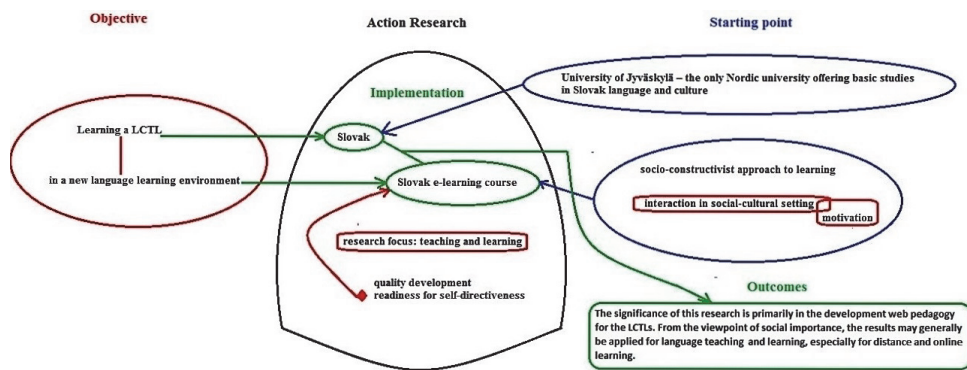 Objective
Action Research
Starting point
University of Jyväskylä – the only Nordic university offering basic studies
in Slovak language and culture
Implementation
Learning a LCTL
Slovak
in a new language learning environment
Slovak e-learning course
socio-constructivist approach to learning
interaction in social-cultural setting
motivation
research focus: teaching and learning
quality development
readiness for self-directiveness
Outcomes
The significance of this research is primarily in the development web pedagogy
for the LCTLs. From the viewpoint of social importance, the results may generally
be applied for language teaching and learning, especially for distance and online
learning.